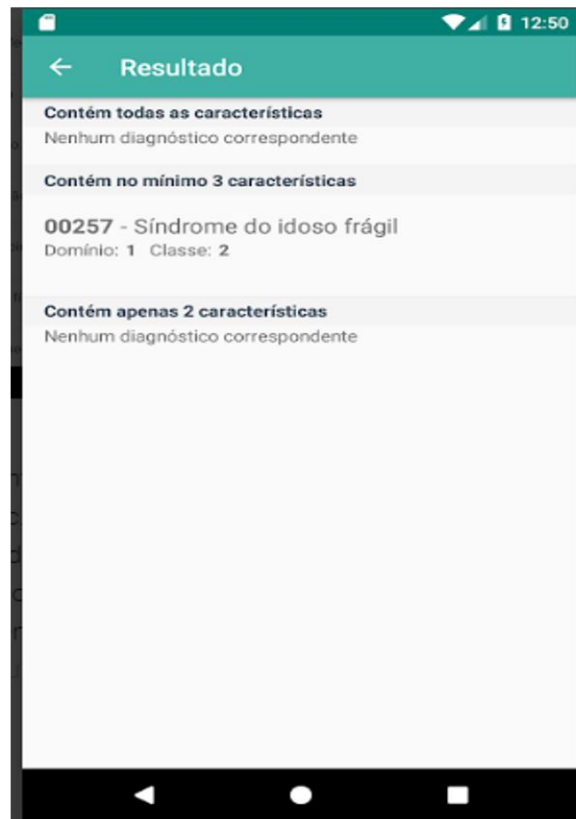 12:50
Resultado
Contém todas as características
Nenhum diagnóstico correspondente
Contém no mínimo 3 características
00257 - Síndrome do idoso frágil
Domínio: 1 Classe: 2
Contém apenas 2 características
Nenhum diagnóstico correspondente